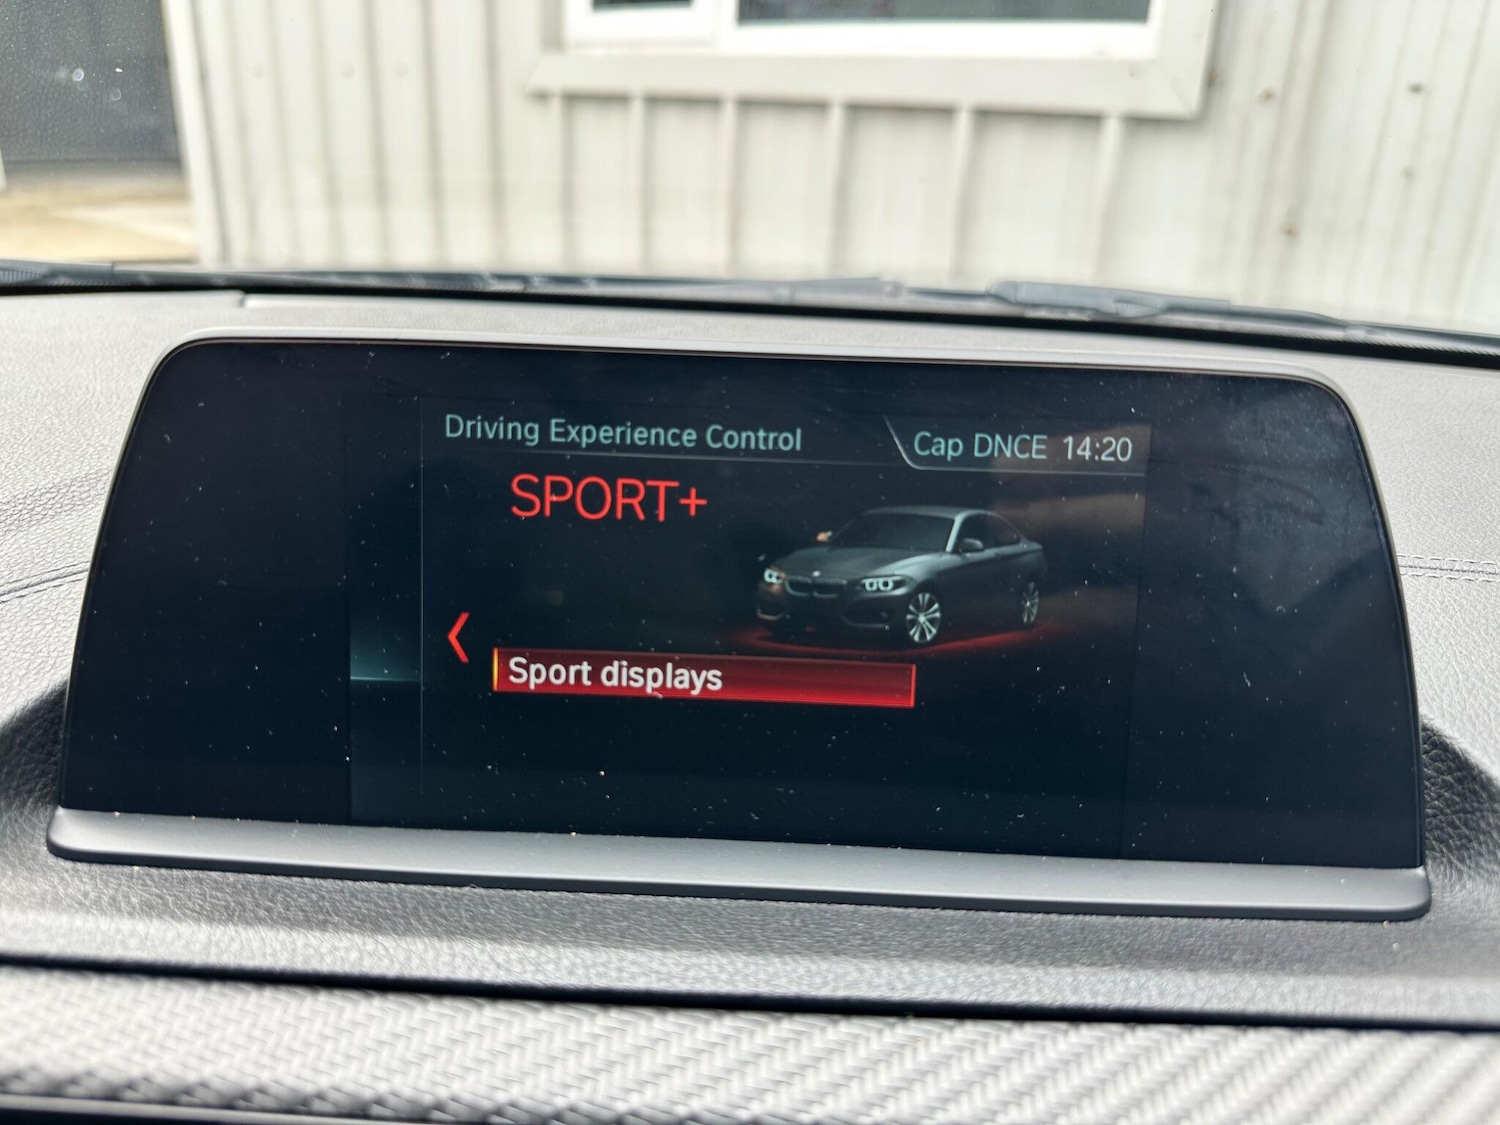 Driving Experience Control
Cap DNCE 14:20
SPORT+
Sport displays